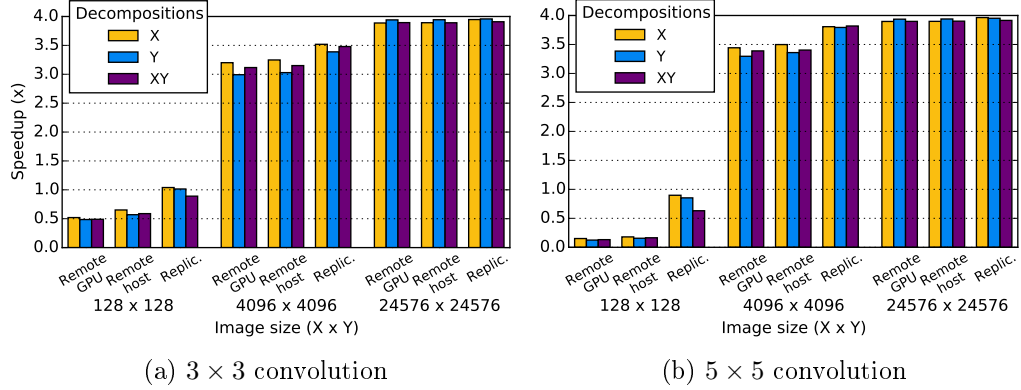 Decompositions
X
Y
XY
Speedup (x)
4.0
3.5
3.0
2.5
2.0
1.5
1.0
0.5
0.0
Remote GPU
Remote host
Replic.
Remote GPU
Remote host
Replic.
Remote GPU
Remote host
Replic.
128 x 128
4096 x 4096
24576 x 24576
Image size (X x Y)
(a) 3 × 3 convolution
Decompositions
X
Y
XY
4.0
3.5
3.0
2.5
2.0
1.5
1.0
0.5
0.0
Remote GPU
Remote host
Replic.
Remote GPU
Remote host
Replic.
Remote GPU
Remote host
Replic.
128 x 128
4096 x 4096
24576 x 24576
Image size (X x Y)
(b) 5 × 5 convolution